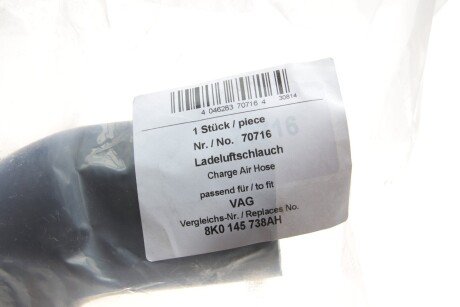 4 046283 70716 4
30814
1 Stück / piece
Nr. / No. 70716
Ladeluftschlauch
Charge Air Hose
passend für / to fit
VAG
Vergleichs-Nr. / Replaces No.
8K0 145 738AH